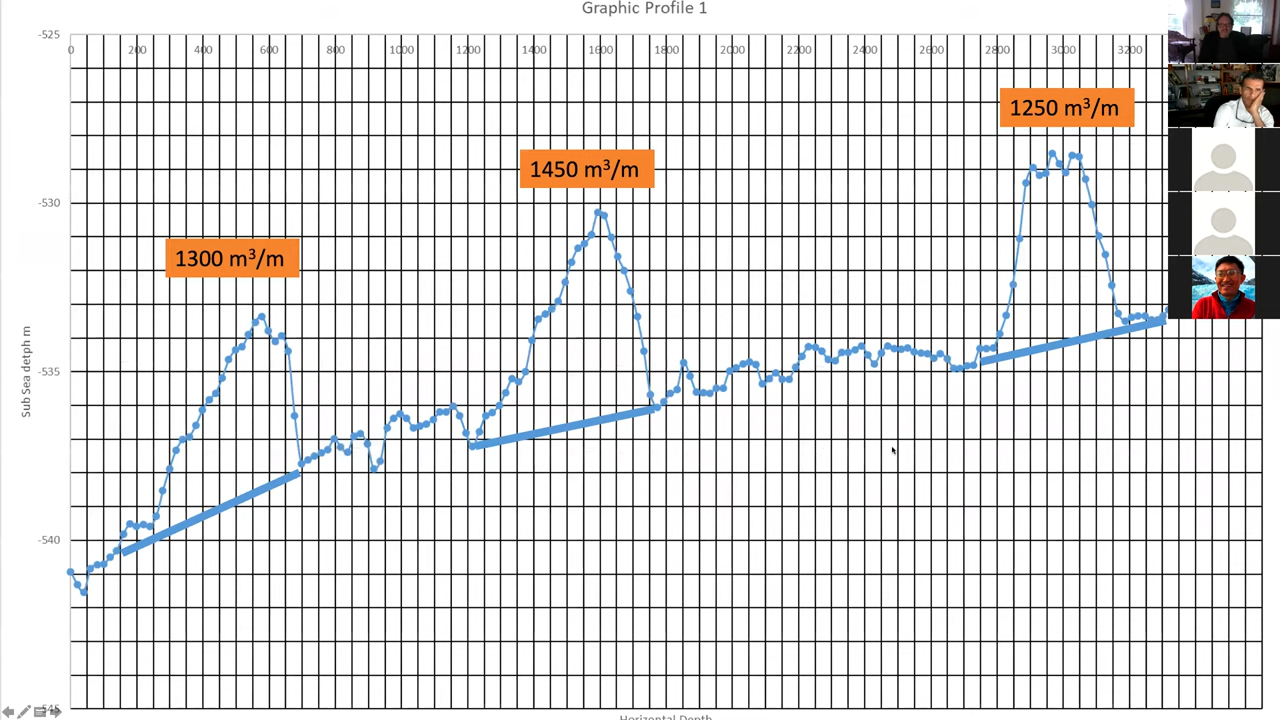 Graphic Profile 1
-525
0 200 400 600 800 1000 1200 1400 1600 1800 2000 2200 2400 2600 2800 3000 3200
1250 m³/m
1450 m³/m
-530
1300 m³/m
Sub Sea detph m
-535
-540
-545
Horizontal Depth